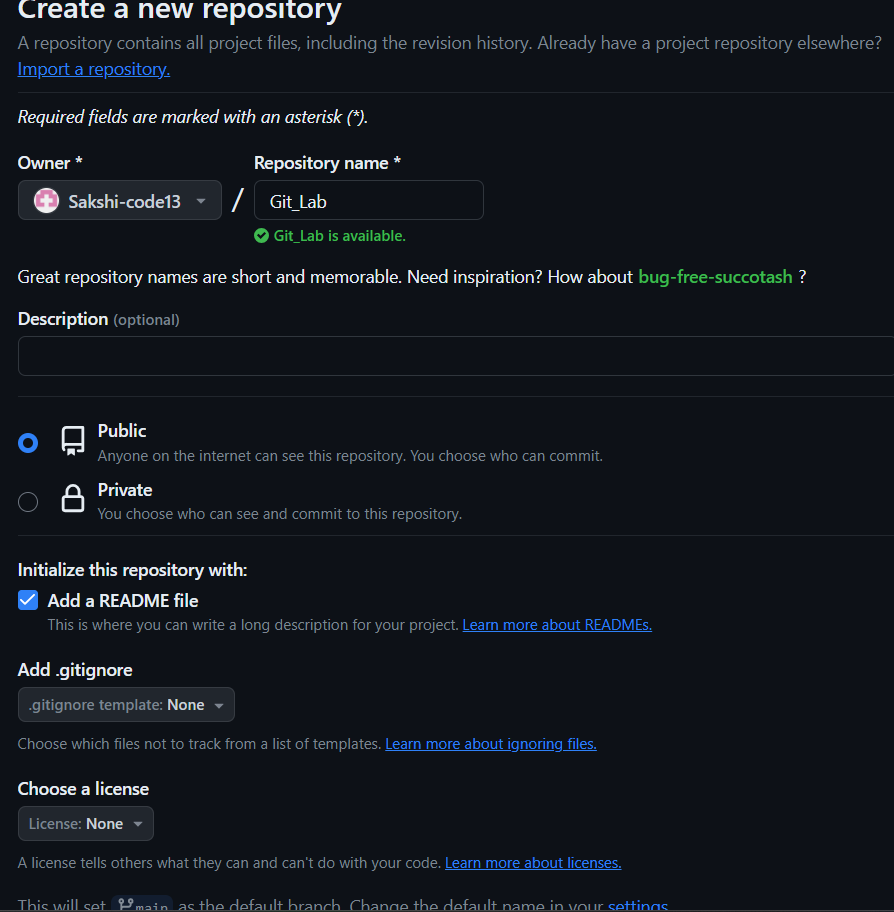 Create a new repository
A repository contains all project files, including the revision history. Already have a project repository elsewhere?
Import a repository.
Required fields are marked with an asterisk (*).
Owner *
Repository name *
Sakshi-code13
/
Git_Lab
Git_Lab is available.
Great repository names are short and memorable. Need inspiration? How about bug-free-succotash ?
Description (optional)
Public
Anyone on the internet can see this repository. You choose who can commit.
Private
You choose who can see and commit to this repository.
Initialize this repository with:
Add a README file
This is where you can write a long description for your project. Learn more about READMEs.
Add .gitignore
.gitignore template: None
Choose which files not to track from a list of templates. Learn more about ignoring files.
Choose a license
License: None
A license tells others what they can and can't do with your code. Learn more about licenses.
This will set main as the default branch. Change the default name in your settings